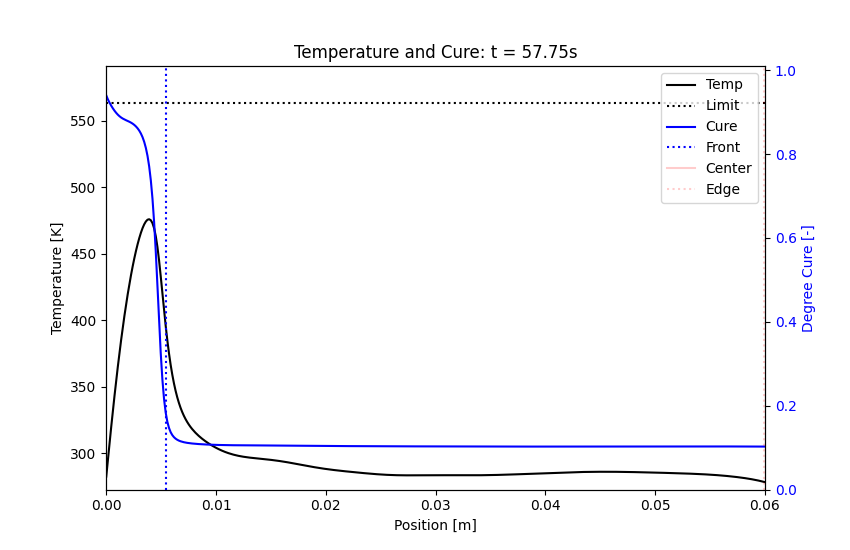 Temperature and Cure: t = 57.75s
Temp
Limit
Cure
Front
Center
Edge
Temperature [K]
550
500
450
400
350
300
1.0
0.8
0.6
0.4
0.2
0.0
Degree Cure [-]
0.00 0.01 0.02 0.03 0.04 0.05 0.06
Position [m]